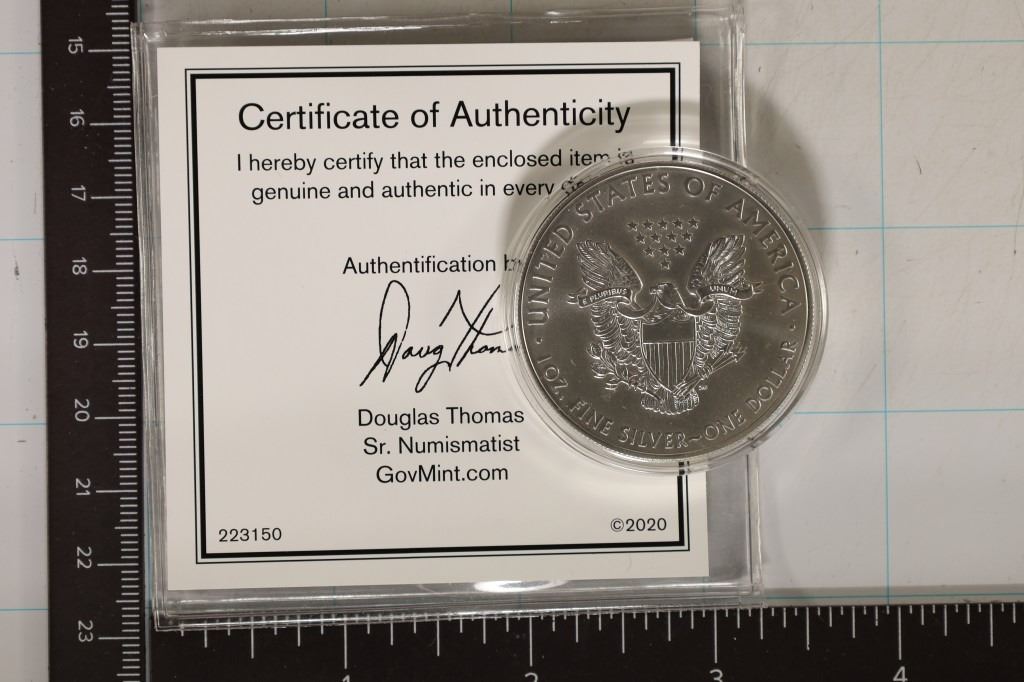 Certificate of Authenticity
I hereby certify that the enclosed item is
genuine and authentic in every
Authentification
Doug Thom
Douglas Thomas
Sr. Numismatist
GovMint.com
223150
©2020
UNITED STATES OF AMERICA
E PLURIBUS UNUM
1 OZ. FINE SILVER~ONE DOLLAR
15
16
17
18
19
20
21
22
23
1
2
3
4